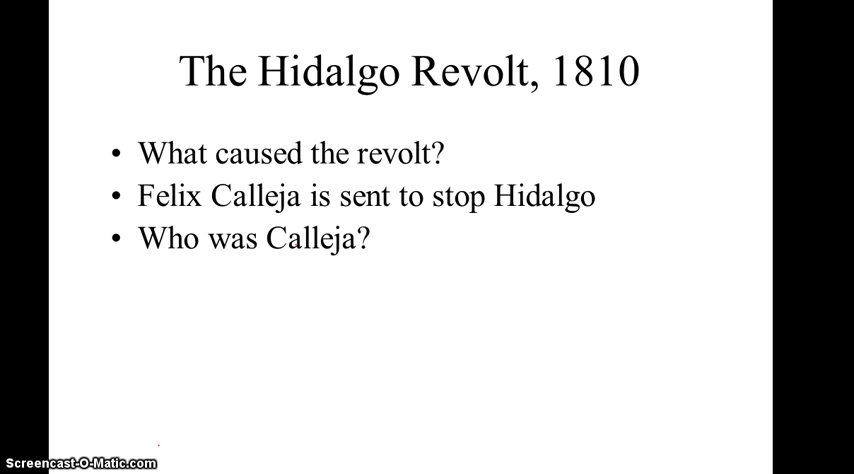 The Hidalgo Revolt, 1810
• What caused the revolt?
• Felix Calleja is sent to stop Hidalgo
• Who was Calleja?
Screencast-O-Matic.com